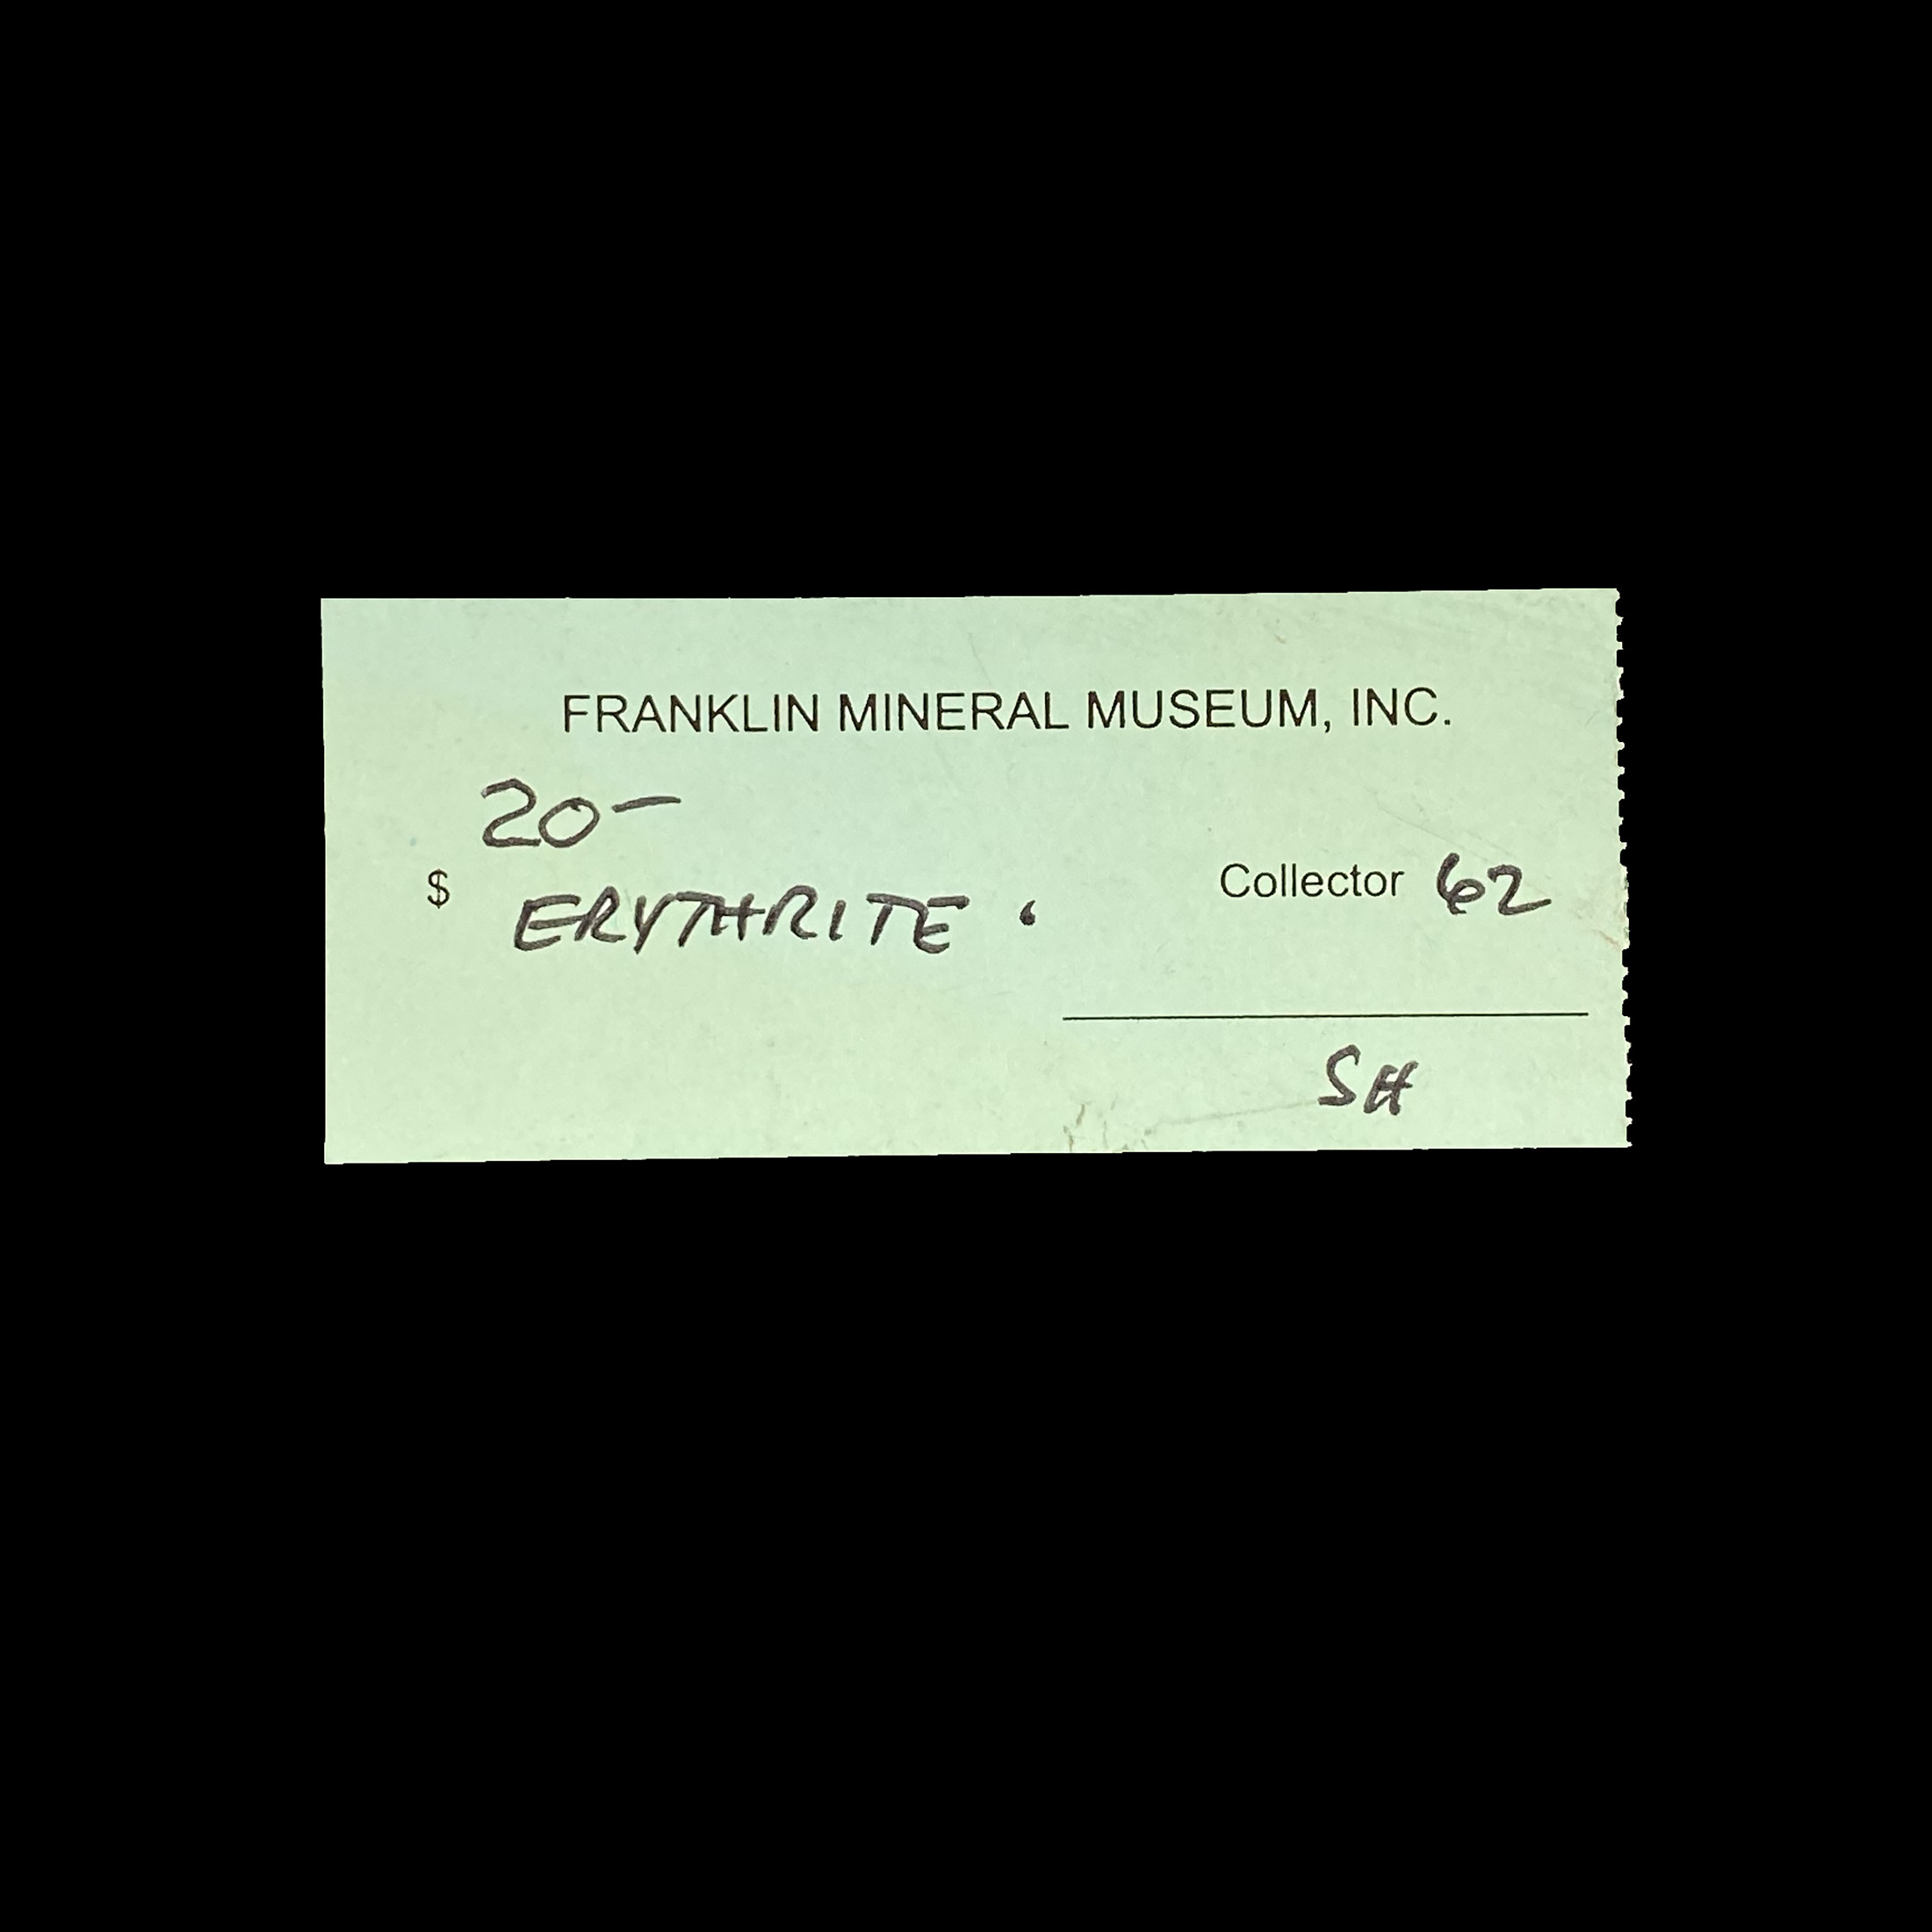 FRANKLIN MINERAL MUSEUM, INC.
20-
$ ERYTHRITE . Collector 62
SH